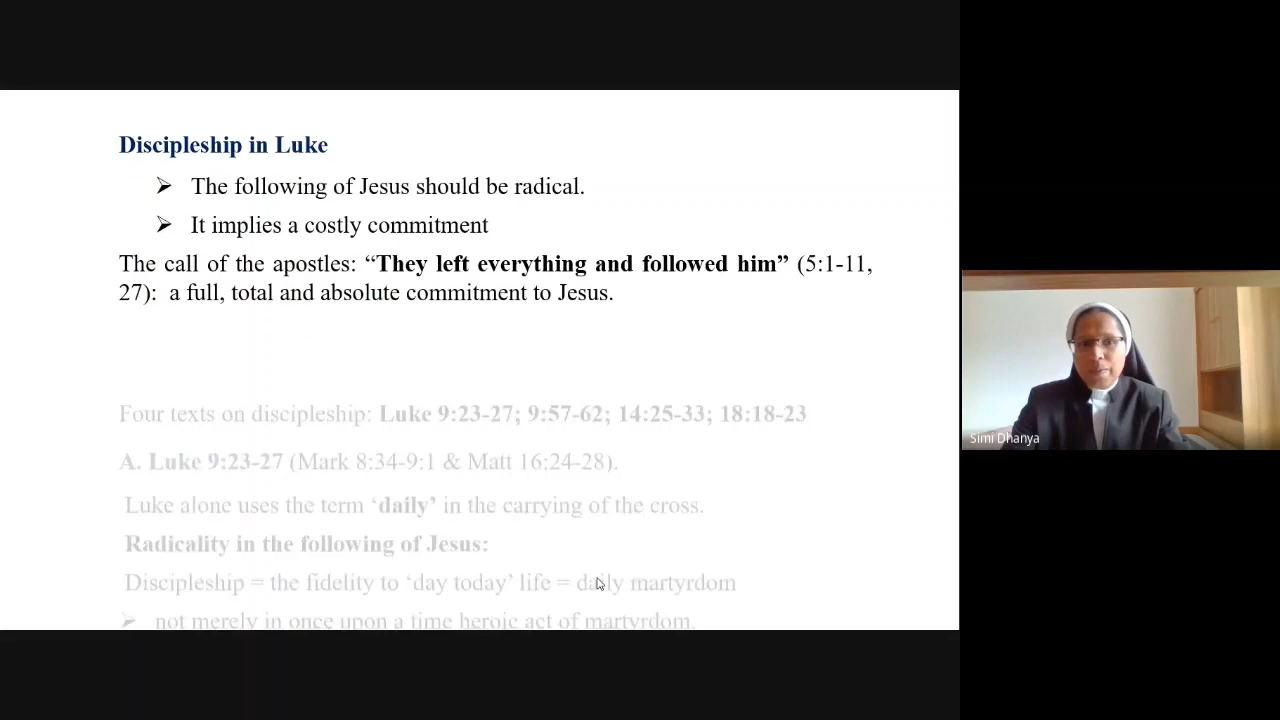 Discipleship in Luke
➢ The following of Jesus should be radical.
➢ It implies a costly commitment
The call of the apostles: “They left everything and followed him” (5:1-11,
27): a full, total and absolute commitment to Jesus.
Four texts on discipleship: Luke 9:23-27; 9:57-62; 14:25-33; 18:18-23
A. Luke 9:23-27 (Mark 8:34-9:1 & Matt 16:24-28).
Luke alone uses the term ‘daily’ in the carrying of the cross.
Radicality in the following of Jesus:
Discipleship = the fidelity to ‘day today’ life = daily martyrdom
➢ not merely in once upon a time heroic act of martyrdom.
Simi Dhanya